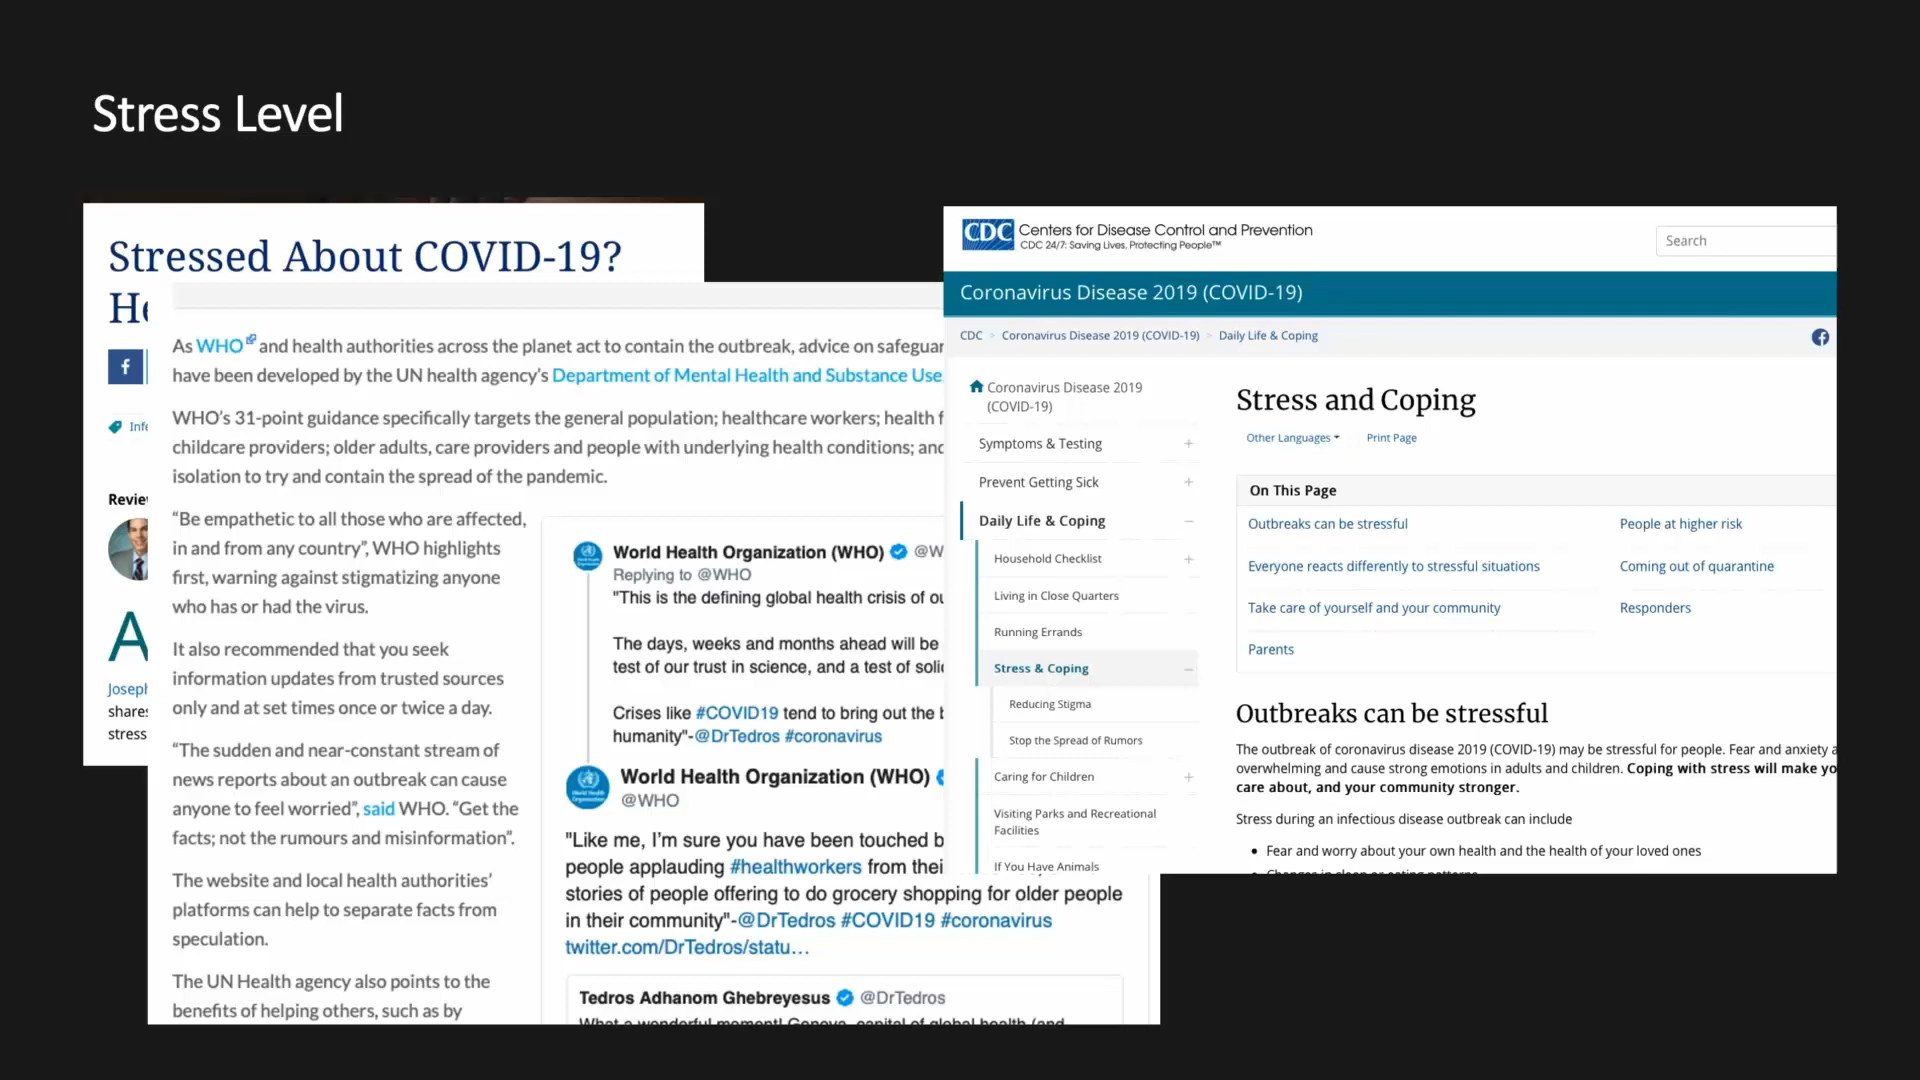 Stress Level
Stressed About COVID-19?
As WHO and health authorities across the planet act to contain the outbreak, advice on
have been developed by the UN health agency's Department of Mental Health and Substance Use
WHO's 31-point guidance specifically targets the general population; healthcare workers; health
childcare providers; older adults, care providers and people with underlying health conditions;
isolation to try and contain the spread of the pandemic.
“Be empathetic to all those who are affected,
in and from any country”, WHO highlights
first, warning against stigmatizing anyone
who has or had the virus.
It also recommended that you seek
information updates from trusted sources
only and at set times once or twice a day.
“The sudden and near-constant stream of
news reports about an outbreak can cause
anyone to feel worried”, said WHO. “Get the
facts; not the rumours and misinformation”.
The website and local health authorities’
platforms can help to separate facts from
speculation.
The UN Health agency also points to the
benefits of helping others, such as by
f
A
shares
stress
World Health Organization (WHO)
Replying to @WHO
"This is the defining global health crisis of
The days, weeks and months ahead will be
test of our trust in science, and a test of
Crises like #COVID19 tend to bring out the
humanity"-@DrTedros #coronavirus
World Health Organization (WHO)
@WHO
"Like me, I'm sure you have been touched
people applauding #healthworkers from
stories of people offering to do grocery shopping for older people
in their community"-@DrTedros #COVID19 #coronavirus
twitter.com/DrTedros/statu…
Tedros Adhanom Ghebreyesus @DrTedros
What a wonderful moment! Geneva, capital of global health (and
CDC Centers for Disease Control and Prevention
CDC 24/7: Saving Lives. Protecting People™
Search
Coronavirus Disease 2019 (COVID-19)
CDC > Coronavirus Disease 2019 (COVID-19) > Daily Life & Coping
Coronavirus Disease 2019
(COVID-19)
Symptoms & Testing +
Prevent Getting Sick +
Daily Life & Coping −
Household Checklist +
Living in Close Quarters
Running Errands
Stress & Coping −
Reducing Stigma
Stop the Spread of Rumors
Caring for Children +
Visiting Parks and Recreational
Facilities
If You Have Animals
Stress and Coping
Other Languages Print Page
On This Page
Outbreaks can be stressful People at higher risk
Everyone reacts differently to stressful situations Coming out of quarantine
Take care of yourself and your community Responders
Parents
Outbreaks can be stressful
The outbreak of coronavirus disease 2019 (COVID-19) may be stressful for people. Fear and anxiety
overwhelming and cause strong emotions in adults and children. Coping with stress will make
care about, and your community stronger.
Stress during an infectious disease outbreak can include
• Fear and worry about your own health and the health of your loved ones
• Changes in sleep or eating patterns